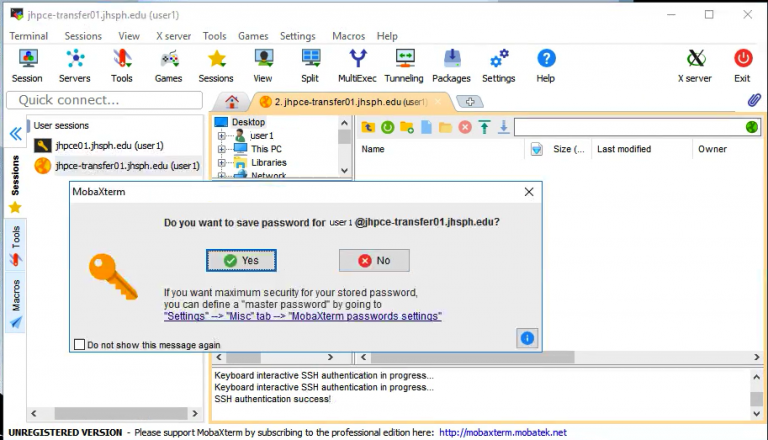 jhpce-transfer01.jhsph.edu (user1)
Terminal Sessions View X server Tools Games Settings Macros Help
Session Servers Tools Games Sessions View Split MultiExec Tunneling Packages Settings Help X server Exit
Quick connect...
2. jhpce-transfer01.jhsph.edu (user1
User sessions
jhpce01.jhsph.edu (user1)
jhpce-transfer01.jhsph.edu (user1)
Sessions
Tools
Macros
Desktop
user1
This PC
Libraries
Network
Name Size (... Last modified Owner
MobaXterm
Do you want to save password for user1@jhpce-transfer01.jhsph.edu?
Yes No
If you want maximum security for your stored password,
you can define a "master password" by going to
"Settings" --> "Misc" tab --> "MobaXterm passwords settings"
Do not show this message again
Keyboard interactive SSH authentication in progress...
Keyboard interactive SSH authentication in progress...
SSH authentication success!
UNREGISTERED VERSION - Please support MobaXterm by subscribing to the professional edition here: http://mobaxterm.mobatek.net